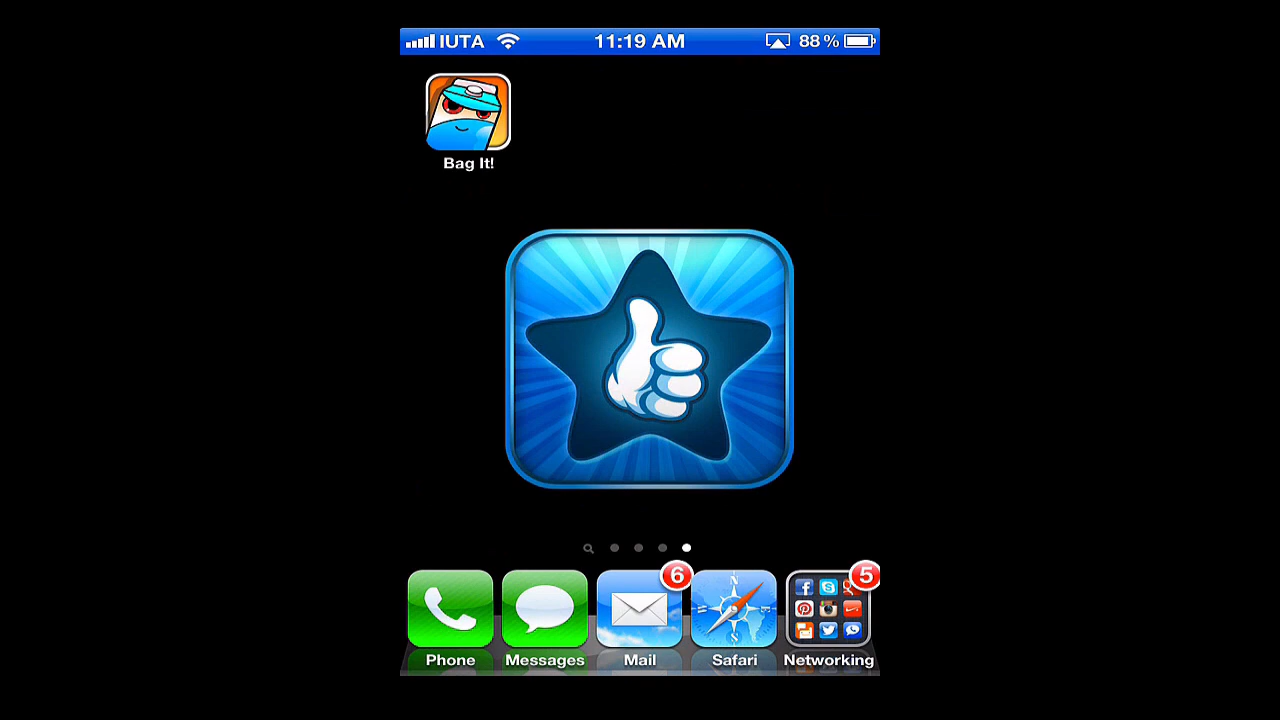 IUTA 11:19 AM 88%
Bag It!
6 5
N
S
Phone Messages Mail Safari Networking